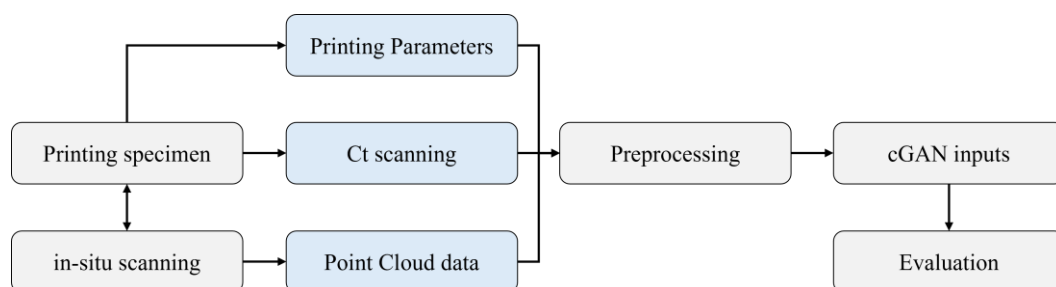 Printing Parameters
Printing specimen
Ct scanning
Preprocessing
cGAN inputs
in-situ scanning
Point Cloud data
Evaluation